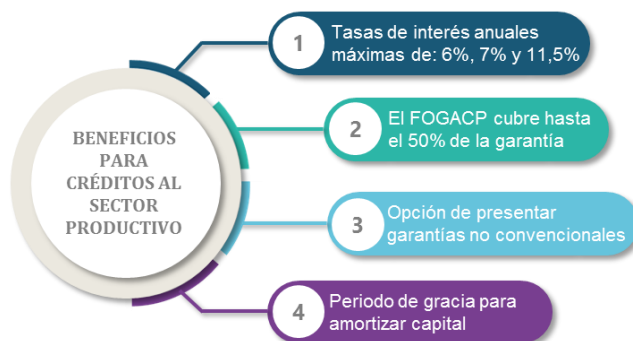 BENEFICIOS
PARA
CRÉDITOS AL
SECTOR
PRODUCTIVO
1
Tasas de interés anuales
máximas de: 6%, 7% y 11,5%
2
El FOGACP cubre hasta
el 50% de la garantía
3
Opción de presentar
garantías no convencionales
4
Periodo de gracia para
amortizar capital